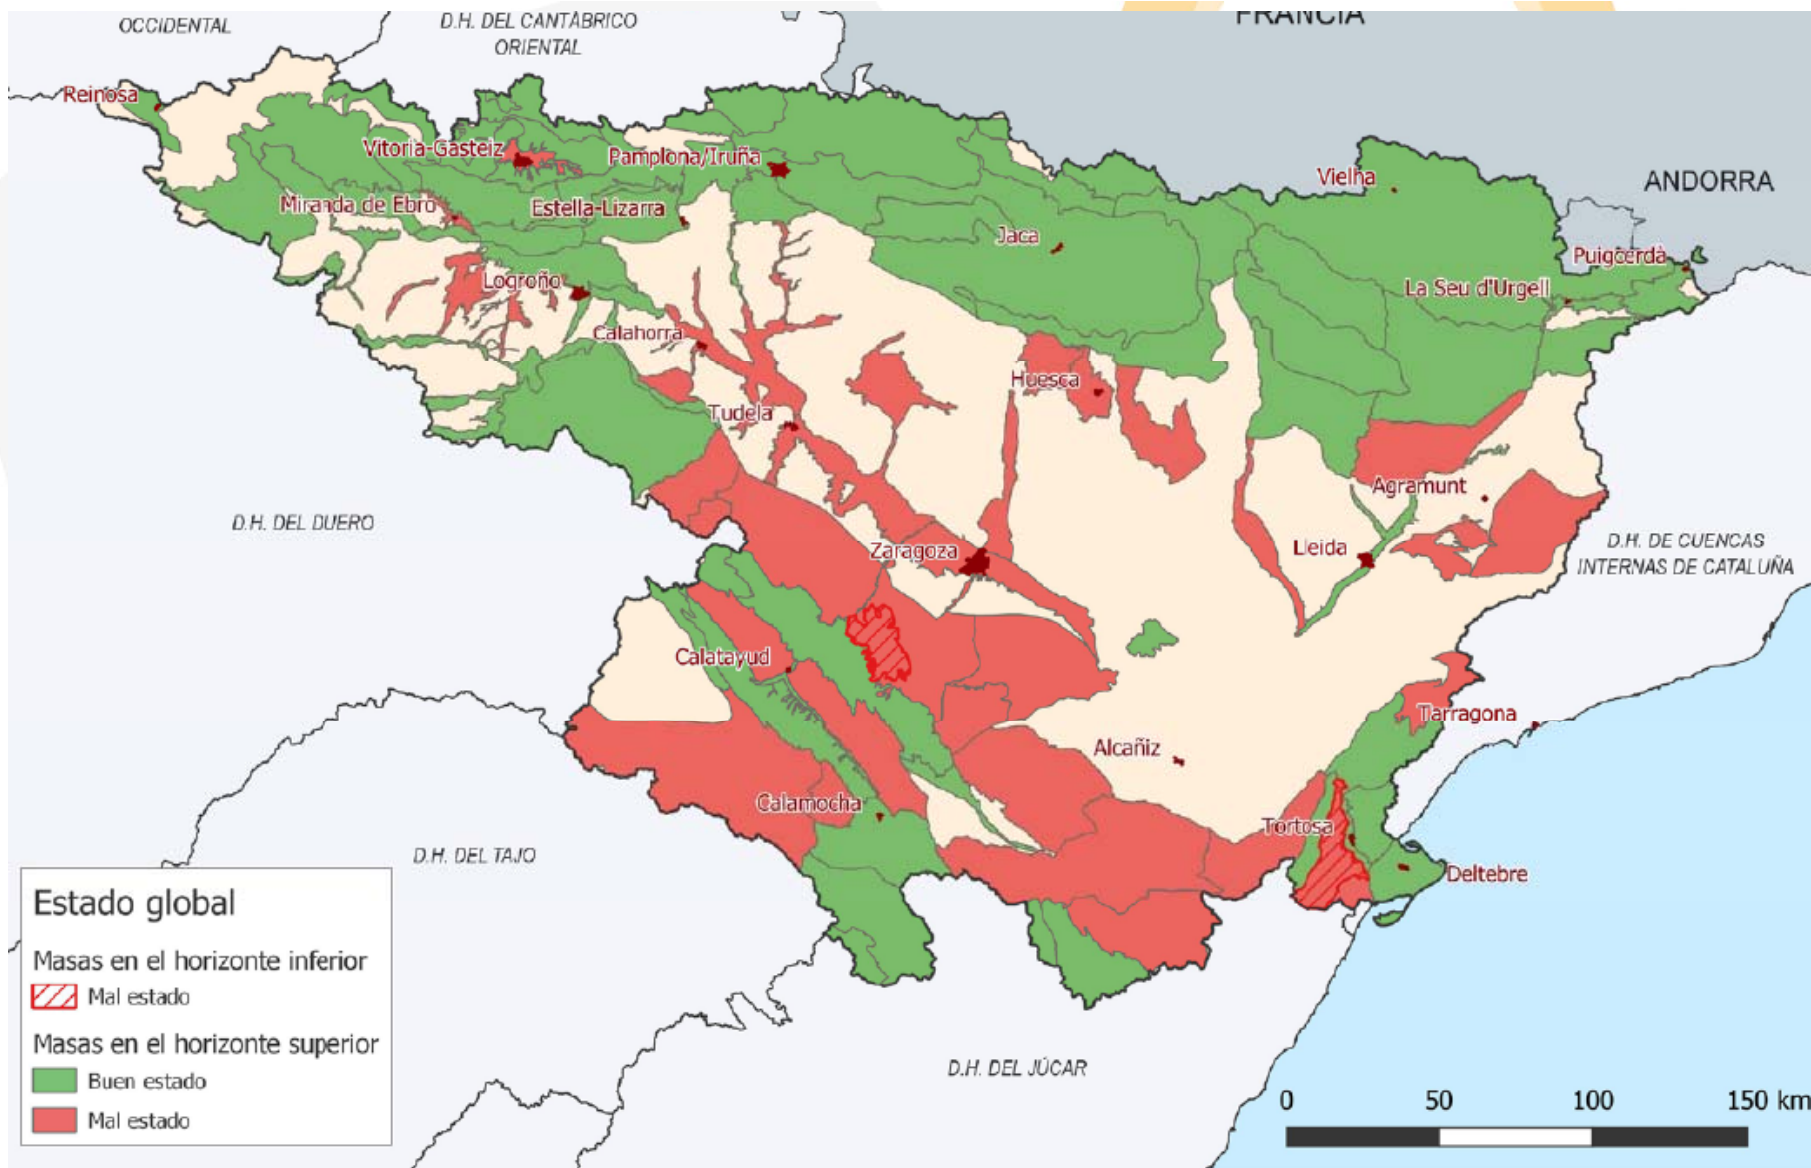 OCCIDENTAL
D.H. DEL CANTÁBRICO
ORIENTAL
FRANCIA
Reinosa
Vitoria-Gasteiz
Pamplona/Iruña
Vielha
ANDORRA
Miranda de Ebro
Estella-Lizarra
Jaca
Puigcerdà
Logroño
La Seu d'Urgell
Calahorra
Huesca
Tudela
Agramunt
D.H. DEL DUERO
Zaragoza
Lleida
D.H. DE CUENCAS
INTERNAS DE CATALUÑA
Calatayud
Tarragona
Alcañiz
Calamocha
Tortosa
D.H. DEL TAJO
Deltebre
Estado global
Masas en el horizonte inferior
Mal estado
Masas en el horizonte superior
Buen estado
Mal estado
D.H. DEL JÚCAR
0 50 100 150 km